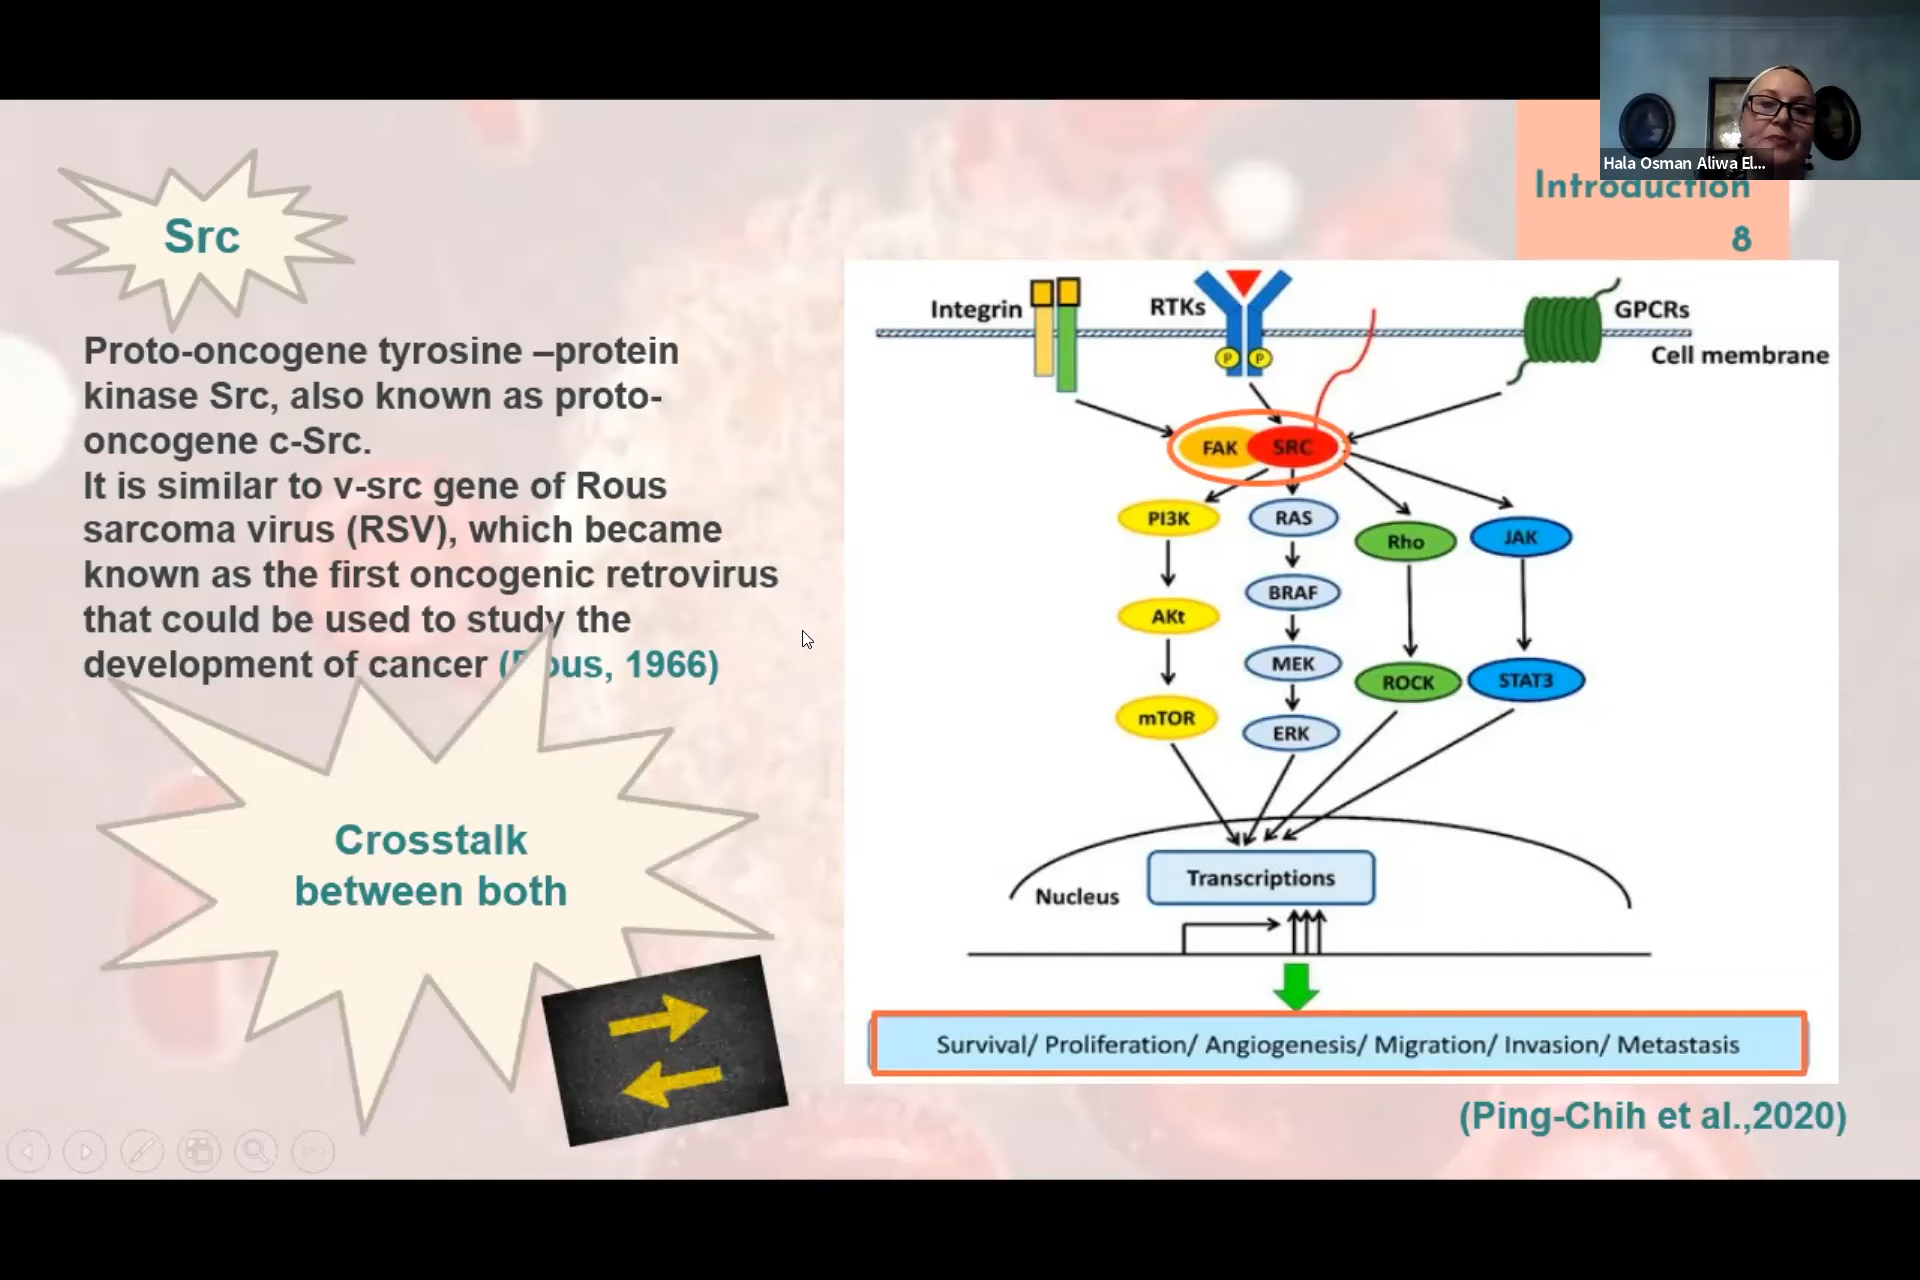 Hala Osman Aliwa El...
Introduction
8
Src
Proto-oncogene tyrosine –protein
kinase Src, also known as proto-
oncogene c-Src.
It is similar to v-src gene of Rous
sarcoma virus (RSV), which became
known as the first oncogenic retrovirus
that could be used to study the
development of cancer (Rous, 1966)
Crosstalk
between both
Integrin
RTKs
GPCRs
P
P
Cell membrane
FAK
SRC
PI3K
RAS
Rho
JAK
BRAF
AKt
MEK
ROCK
STAT3
mTOR
ERK
Transcriptions
Nucleus
Survival/ Proliferation/ Angiogenesis/ Migration/ Invasion/ Metastasis
(Ping-Chih et al.,2020)